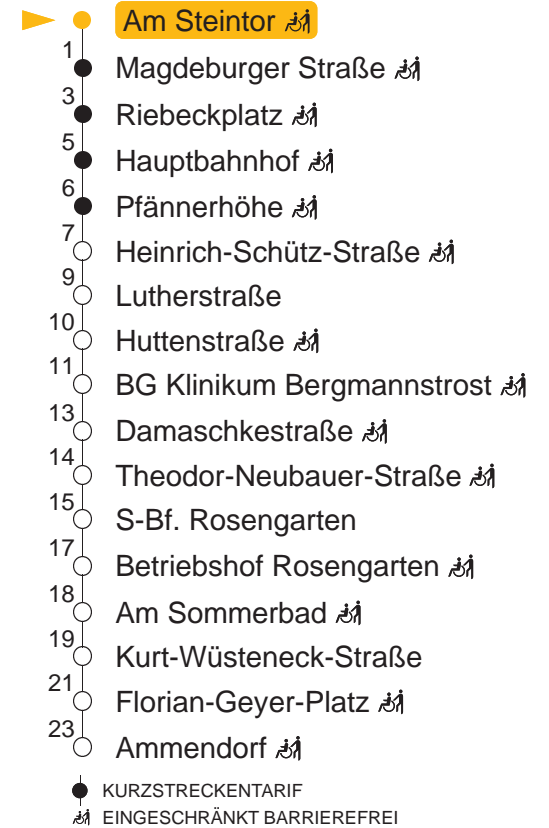 Am Steintor
1
Magdeburger Straße
3
Riebeckplatz
5
Hauptbahnhof
6
Pfännerhöhe
7
Heinrich-Schütz-Straße
9
Lutherstraße
10
Huttenstraße
11
BG Klinikum Bergmannstrost
13
Damaschkestraße
14
Theodor-Neubauer-Straße
15
S-Bf. Rosengarten
17
Betriebshof Rosengarten
18
Am Sommerbad
19
Kurt-Wüsteneck-Straße
21
Florian-Geyer-Platz
23
Ammendorf
KURZSTRECKENTARIF
EINGESCHRÄNKT BARRIEREFREI